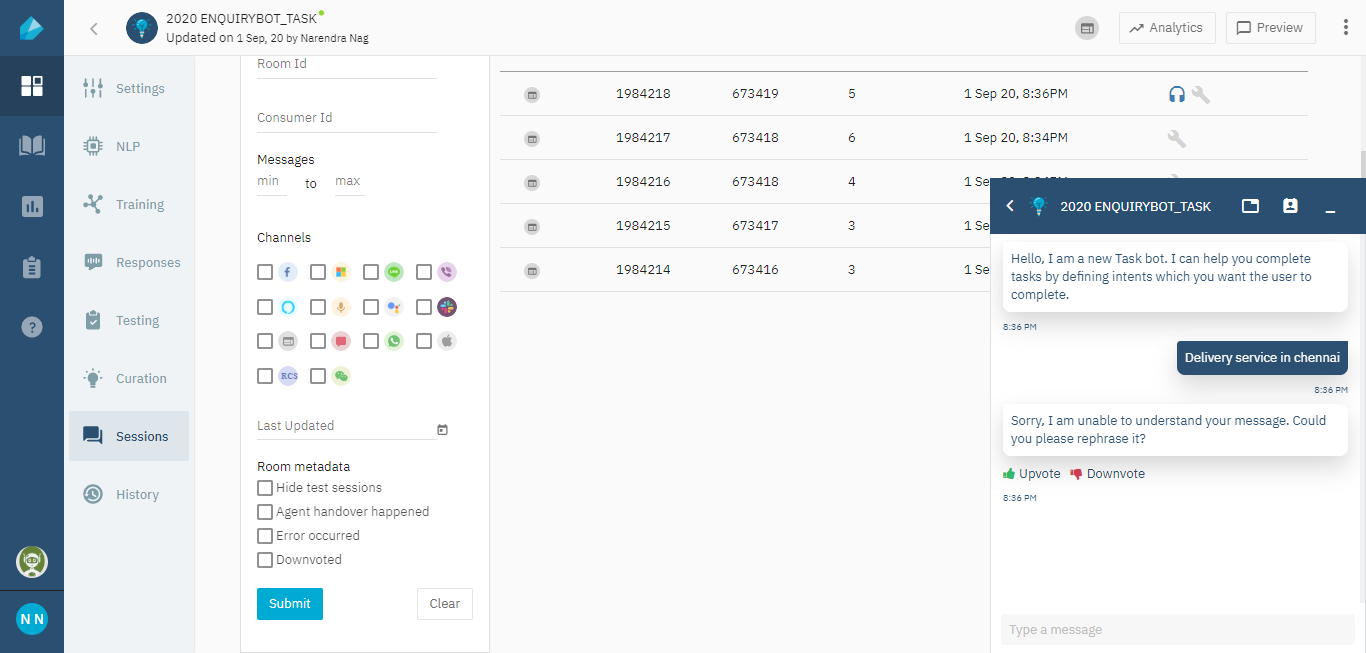 2020 ENQUIRYBOT_TASK
Updated on 1 Sep, 20 by Narendra Nag
Analytics
Preview
Settings
NLP
Training
Responses
Testing
Curation
Sessions
History
N N
Room Id
Consumer Id
Messages
min to max
Channels
LINE
RCS
Last Updated
Room metadata
Hide test sessions
Agent handover happened
Error occurred
Downvoted
Submit
Clear
1984218 673419 5 1 Sep 20, 8:36PM
1984217 673418 6 1 Sep 20, 8:34PM
1984216 673418 4 1 Se
1984215 673417 3 1 Se
1984214 673416 3 1 Se
2020 ENQUIRYBOT_TASK
Hello, I am a new Task bot. I can help you complete
tasks by defining intents which you want the user to
complete.
8:36 PM
Delivery service in chennai
8:36 PM
Sorry, I am unable to understand your message. Could
you please rephrase it?
Upvote Downvote
8:36 PM
Type a message